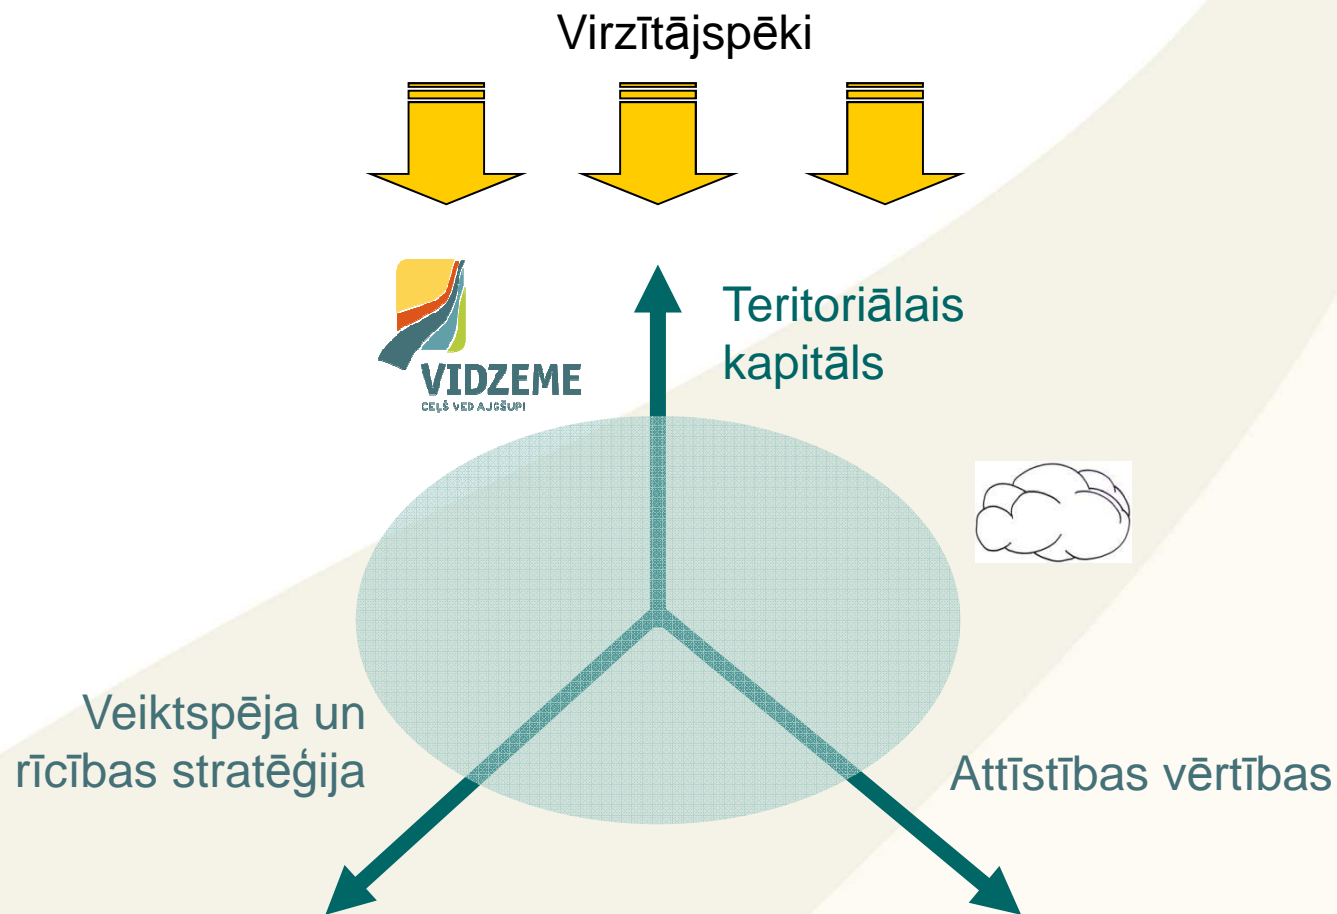 Virzītājspēki
Teritoriālais
kapitāls
VIDZEME
CEĻŠ VED AUGŠUP!
Veiktspēja un
rīcības stratēģija
Attīstības vērtības